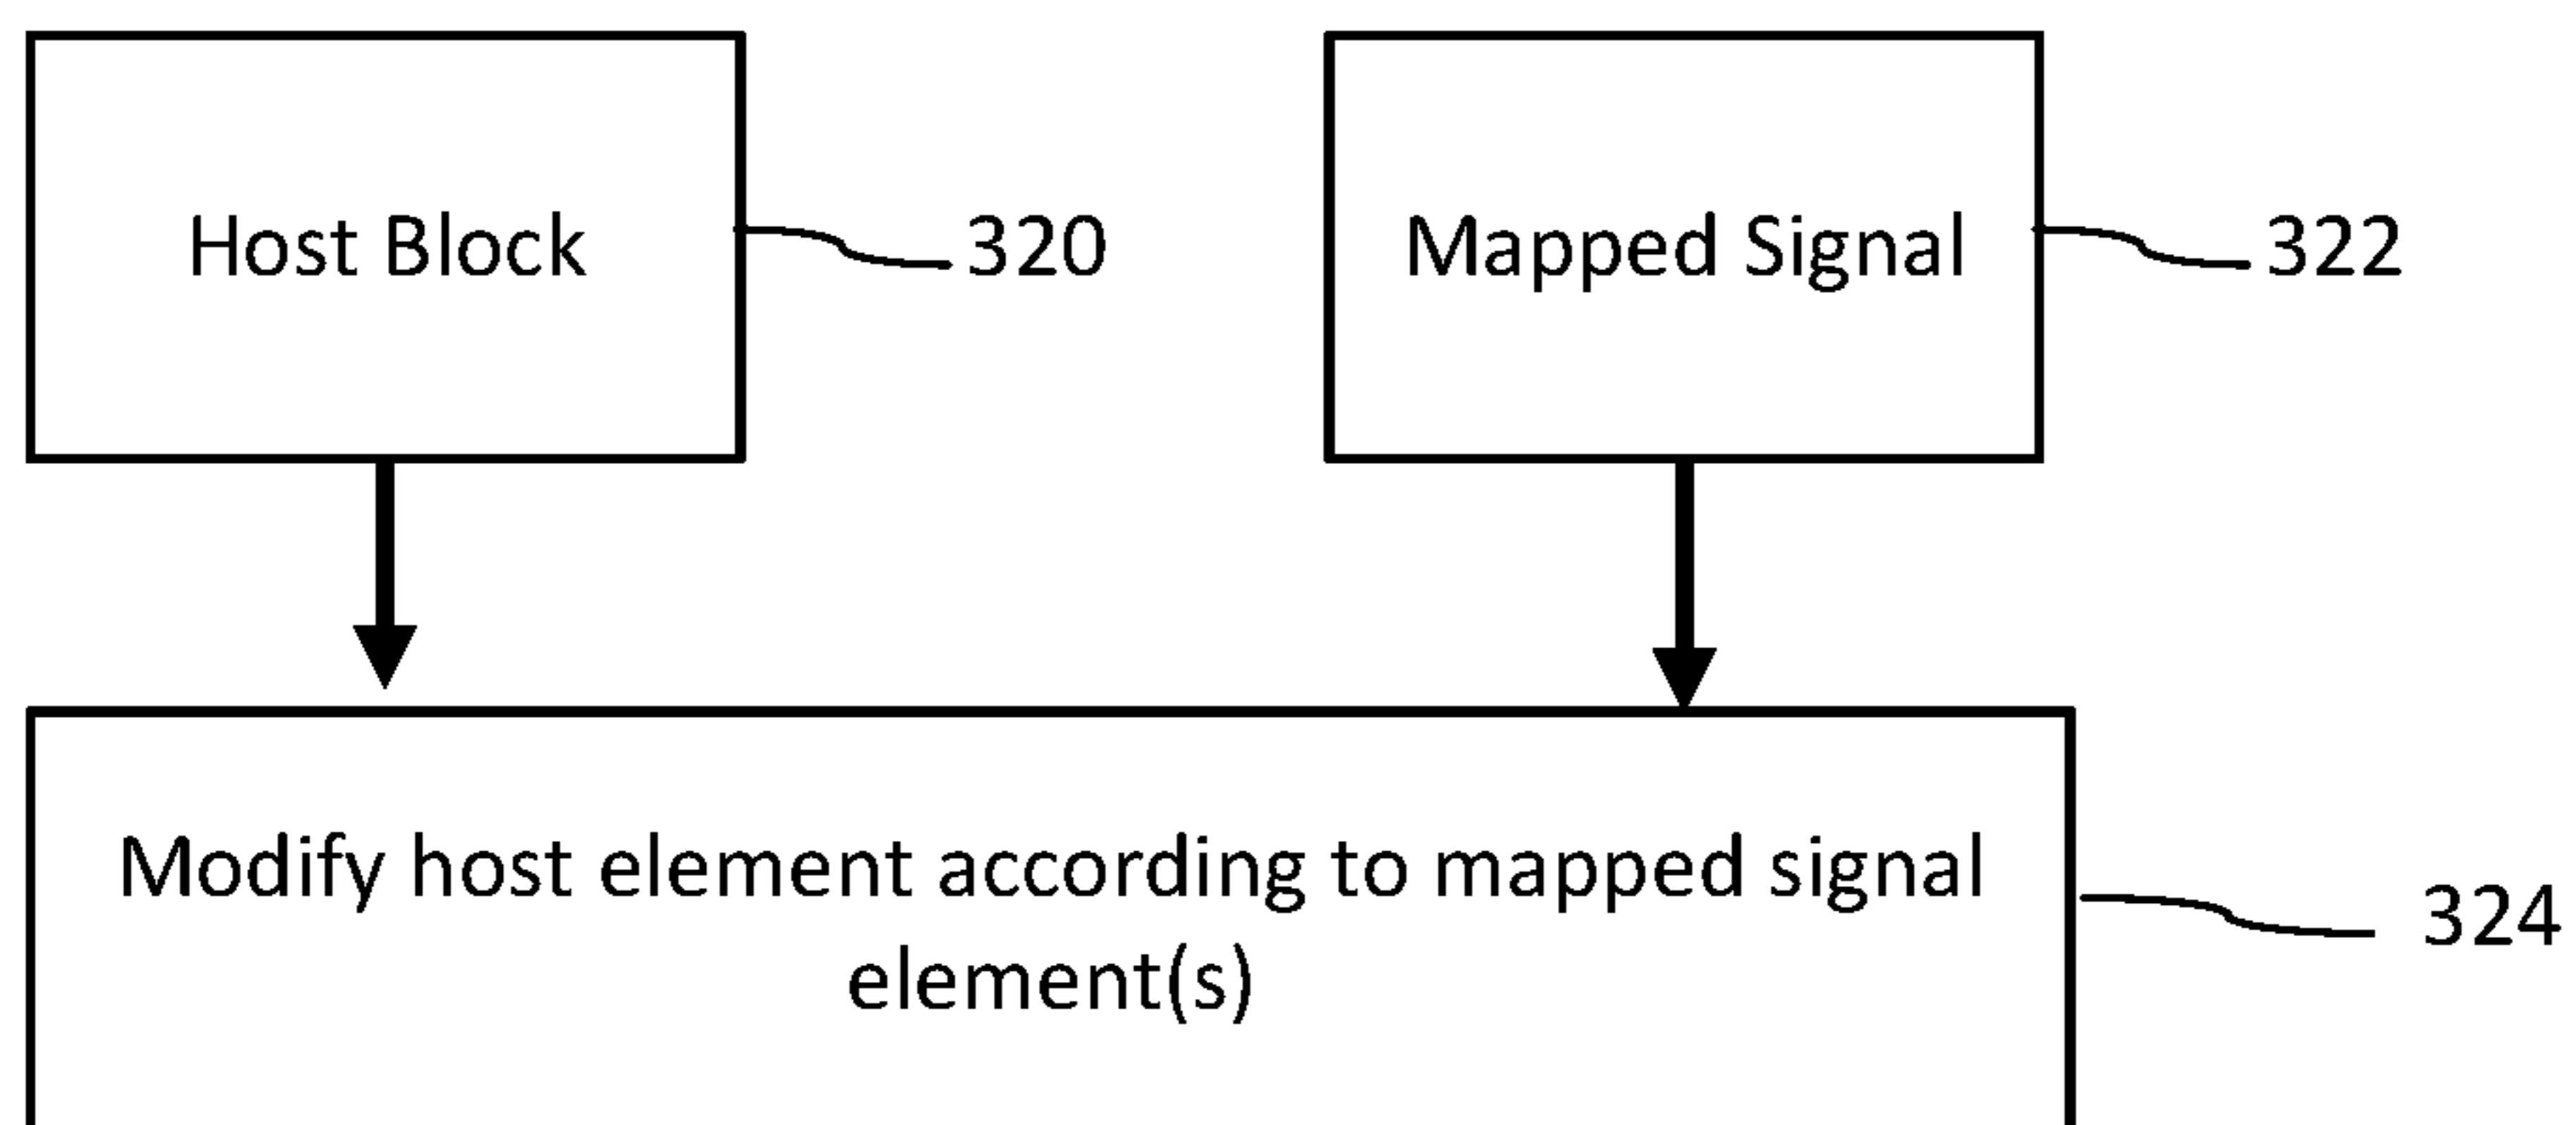 Host Block
320
Mapped Signal
322
Modify host element according to mapped signal
element(s)
324